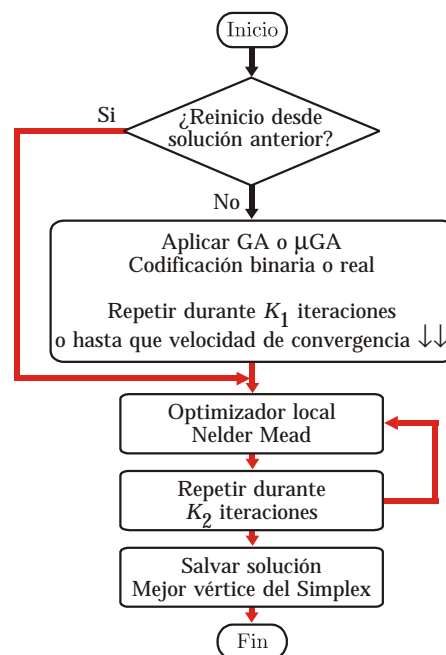 Inicio
¿Reinicio desde
solución anterior?
Si
No
Aplicar GA o μGA
Codificación binaria o real
Repetir durante K1 iteraciones
o hasta que velocidad de convergencia ↓↓
Optimizador local
Nelder Mead
Repetir durante
K2 iteraciones
Salvar solución
Mejor vértice del Simplex
Fin